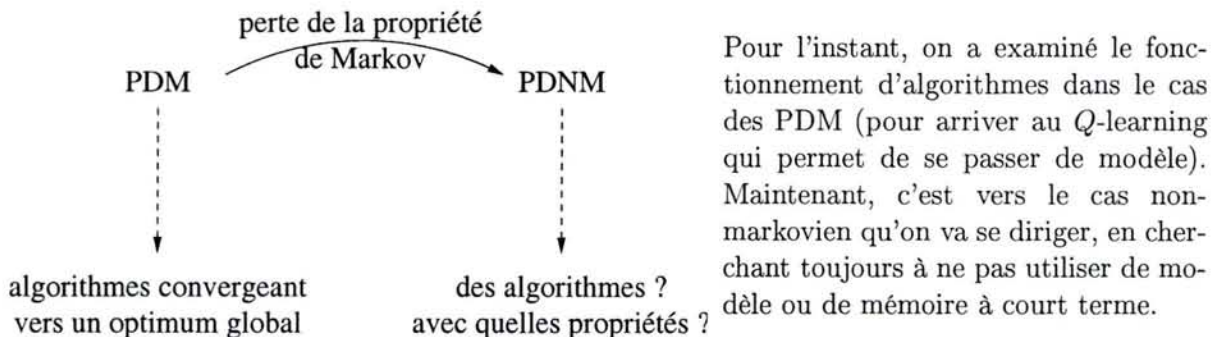 perte de la propriété
de Markov
PDM
PDNM
algorithmes convergeant
vers un optimum global
des algorithmes ?
avec quelles propriétés ?
Pour l'instant, on a examiné le fonc-
tionnement d'algorithmes dans le cas
des PDM (pour arriver au Q-learning
qui permet de se passer de modèle).
Maintenant, c'est vers le cas non-
markovien qu'on va se diriger, en cher-
chant toujours à ne pas utiliser de mo-
dèle ou de mémoire à court terme.